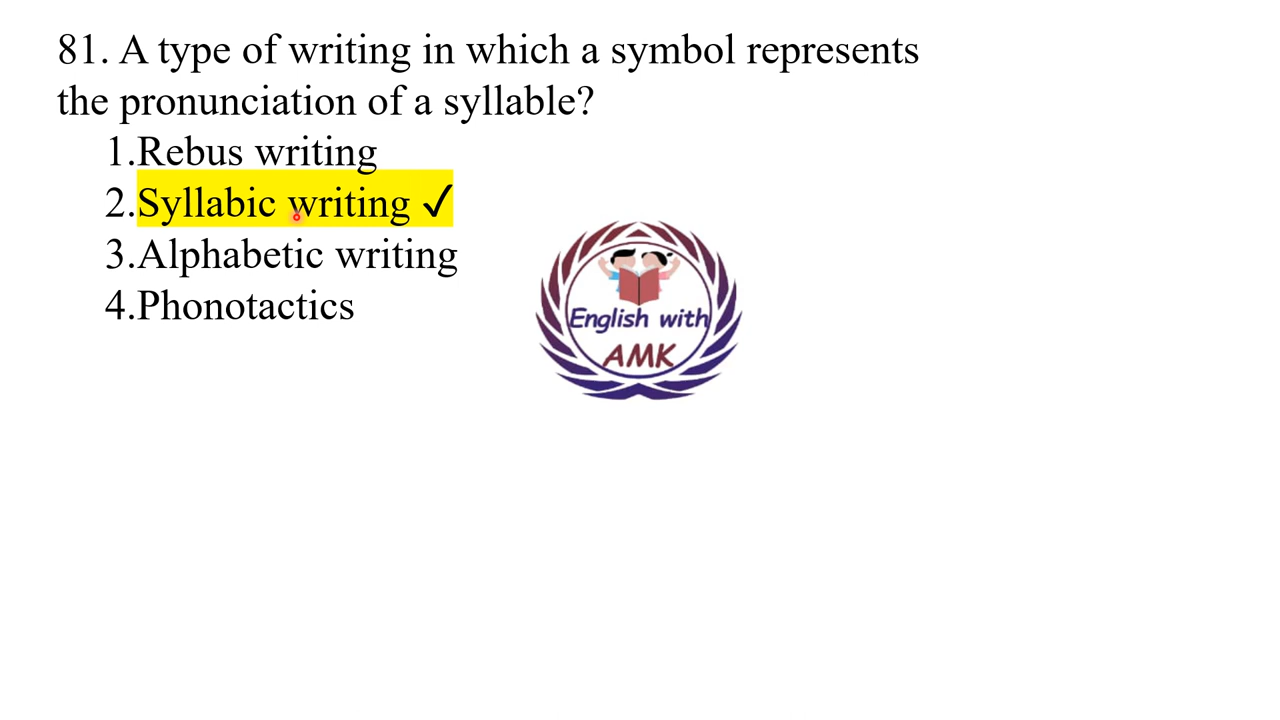 81. A type of writing in which a symbol represents
the pronunciation of a syllable?
1.Rebus writing
2.Syllabic writing ✓
3.Alphabetic writing
4.Phonotactics
English with
AMK